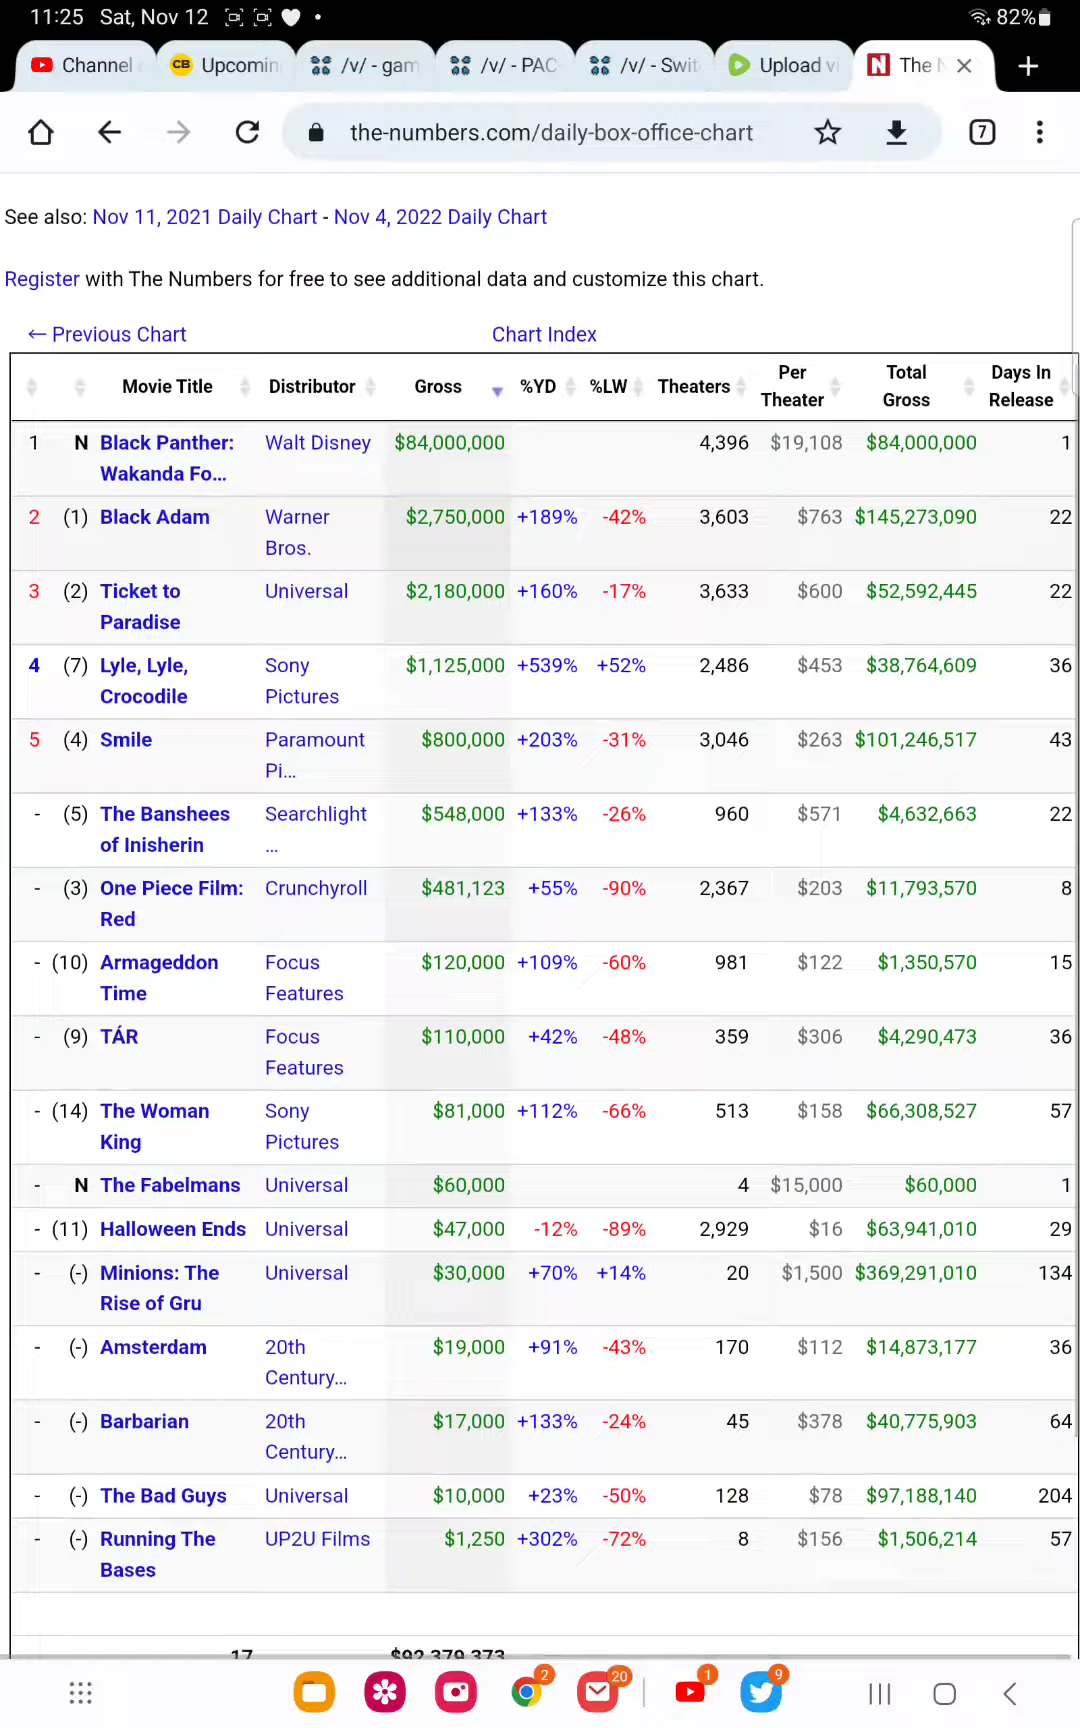 11:25 Sat, Nov 12 82%
Channel Upcomin /v/ - gam /v/ - PAC /v/ - Swit Upload vi The N
the-numbers.com/daily-box-office-chart 7
See also: Nov 11, 2021 Daily Chart - Nov 4, 2022 Daily Chart
Register with The Numbers for free to see additional data and customize this chart.
← Previous Chart Chart Index
Movie Title Distributor Gross %YD %LW Theaters Per Theater Total Gross Days In Release
1 N Black Panther: Walt Disney $84,000,000 4,396 $19,108 $84,000,000 1
Wakanda Fo...
2 (1) Black Adam Warner $2,750,000 +189% -42% 3,603 $763 $145,273,090 22
Bros.
3 (2) Ticket to Universal $2,180,000 +160% -17% 3,633 $600 $52,592,445 22
Paradise
4 (7) Lyle, Lyle, Sony $1,125,000 +539% +52% 2,486 $453 $38,764,609 36
Crocodile Pictures
5 (4) Smile Paramount $800,000 +203% -31% 3,046 $263 $101,246,517 43
Pi...
- (5) The Banshees Searchlight $548,000 +133% -26% 960 $571 $4,632,663 22
of Inisherin ...
- (3) One Piece Film: Crunchyroll $481,123 +55% -90% 2,367 $203 $11,793,570 8
Red
- (10) Armageddon Focus $120,000 +109% -60% 981 $122 $1,350,570 15
Time Features
- (9) TÁR Focus $110,000 +42% -48% 359 $306 $4,290,473 36
Features
- (14) The Woman Sony $81,000 +112% -66% 513 $158 $66,308,527 57
King Pictures
- N The Fabelmans Universal $60,000 4 $15,000 $60,000 1
- (11) Halloween Ends Universal $47,000 -12% -89% 2,929 $16 $63,941,010 29
- (-) Minions: The Universal $30,000 +70% +14% 20 $1,500 $369,291,010 134
Rise of Gru
- (-) Amsterdam 20th $19,000 +91% -43% 170 $112 $14,873,177 36
Century...
- (-) Barbarian 20th $17,000 +133% -24% 45 $378 $40,775,903 64
Century...
- (-) The Bad Guys Universal $10,000 +23% -50% 128 $78 $97,188,140 204
- (-) Running The UP2U Films $1,250 +302% -72% 8 $156 $1,506,214 57
Bases
17 $92,379,373
2 20 1 9